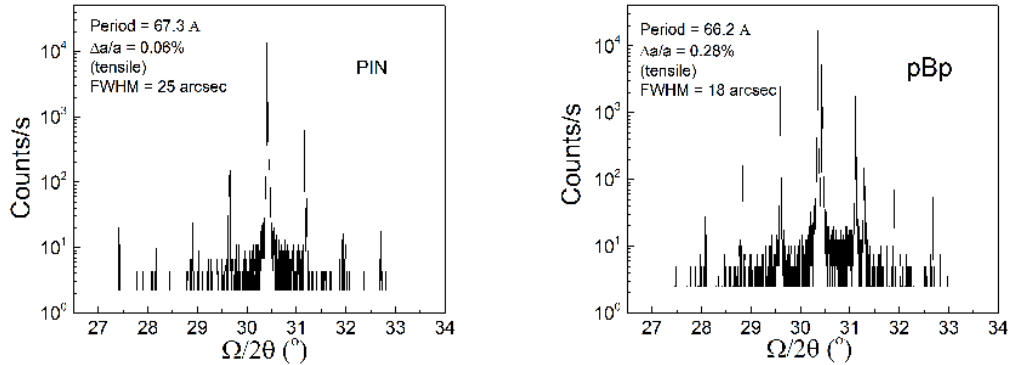 Period = 67.3 A
Δa/a = 0.06%
(tensile)
FWHM = 25 arcsec
PIN
Counts/s
10⁴
10³
10²
10¹
10⁰
27 28 29 30 31 32 33 34
Ω/2θ (°)
Period = 66.2 A
Δa/a = 0.28%
(tensile)
FWHM = 18 arcsec
pBp
Counts/s
10⁴
10³
10²
10¹
10⁰
27 28 29 30 31 32 33 34
Ω/2θ (°)